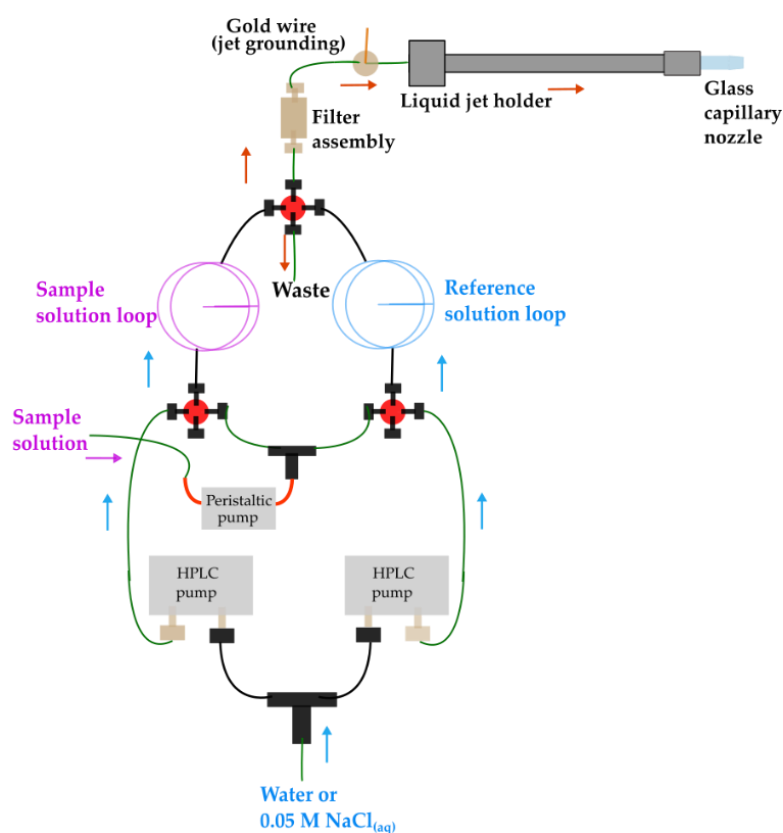 Gold wire
(jet grounding)
Liquid jet holder
Glass
capillary
nozzle
Filter
assembly
Waste
Sample
solution loop
Reference
solution loop
Sample
solution
Peristaltic
pump
HPLC
pump
HPLC
pump
Water or
0.05 M NaCl(aq)